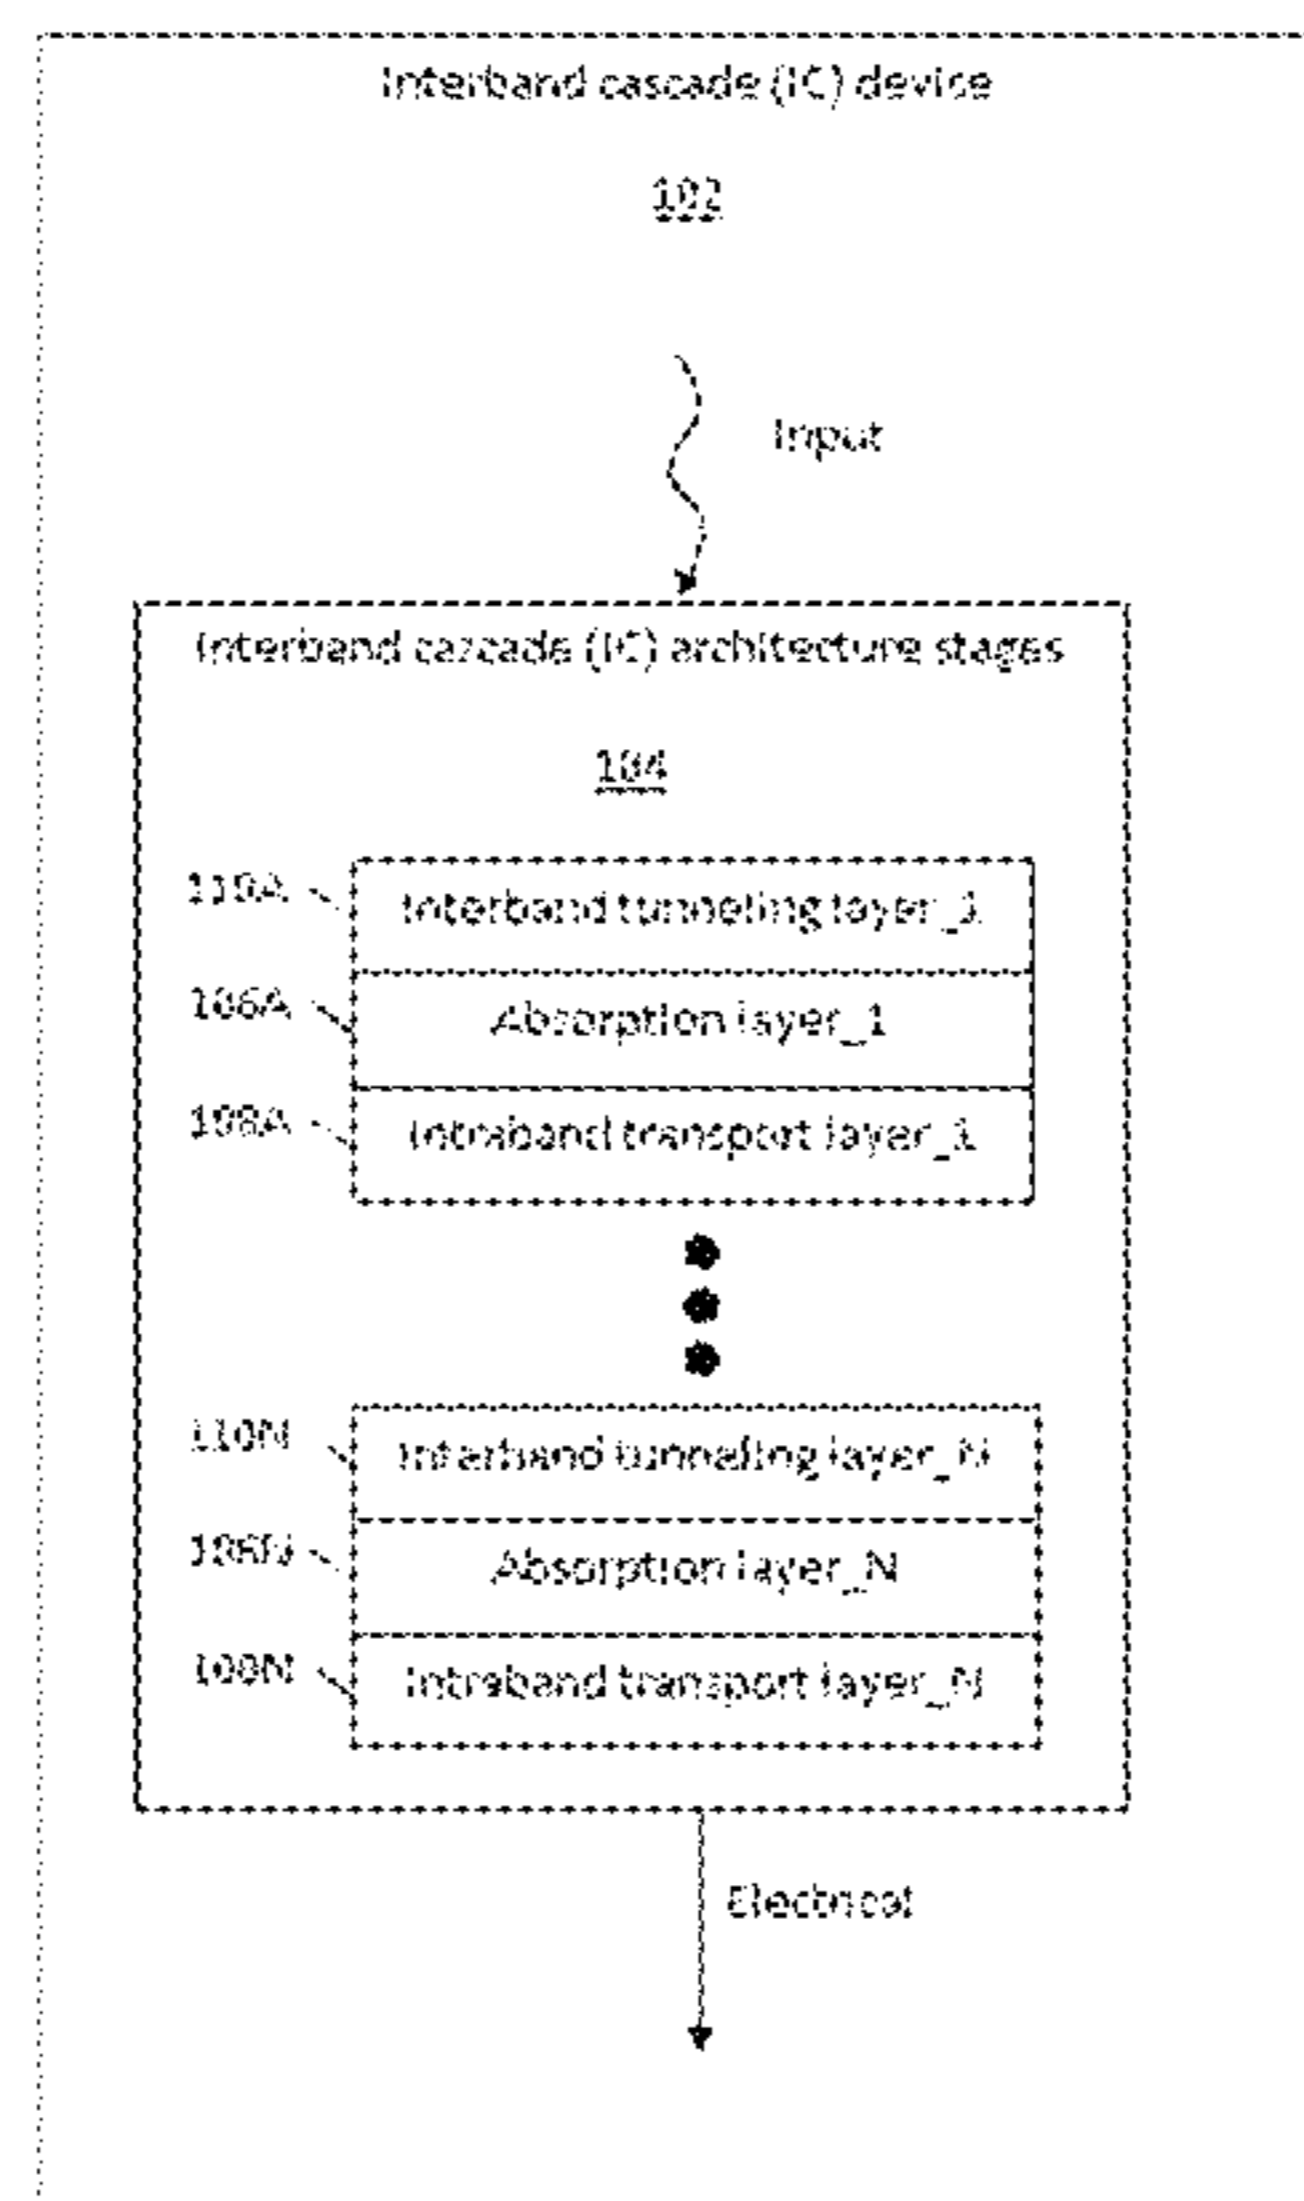 Interband cascade (IC) device
102
Input
Interband cascade (IC) architecture stages
104
110A Interband tunneling layer_1
106A Absorption layer_1
108A Intraband transport layer_1
110N Interband tunneling layer_N
106N Absorption layer_N
108N Intraband transport layer_N
Electrical